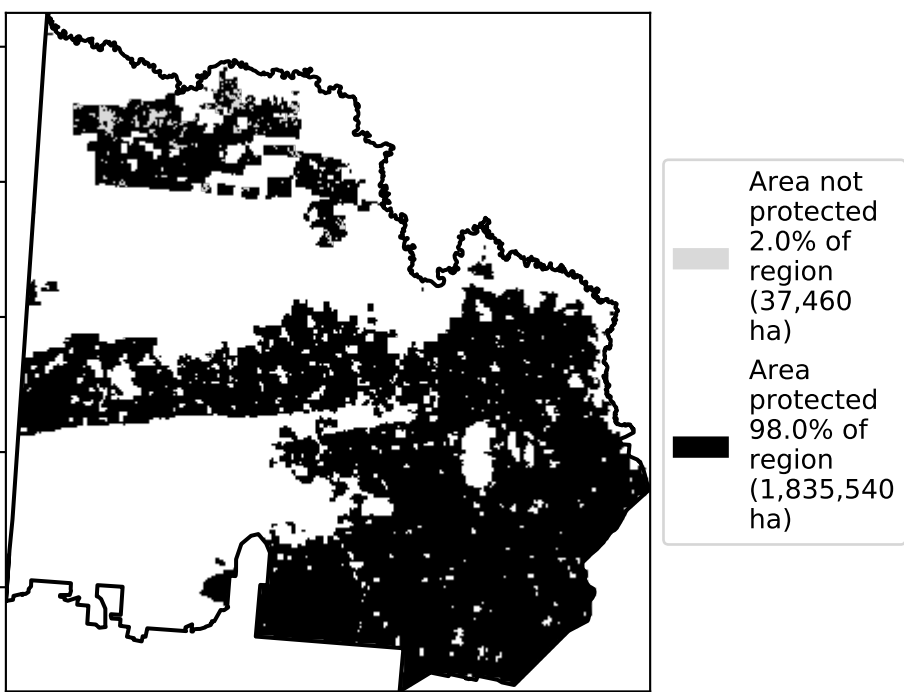 Area not
protected
2.0% of
region
(37,460
ha)
Area
protected
98.0% of
region
(1,835,540
ha)